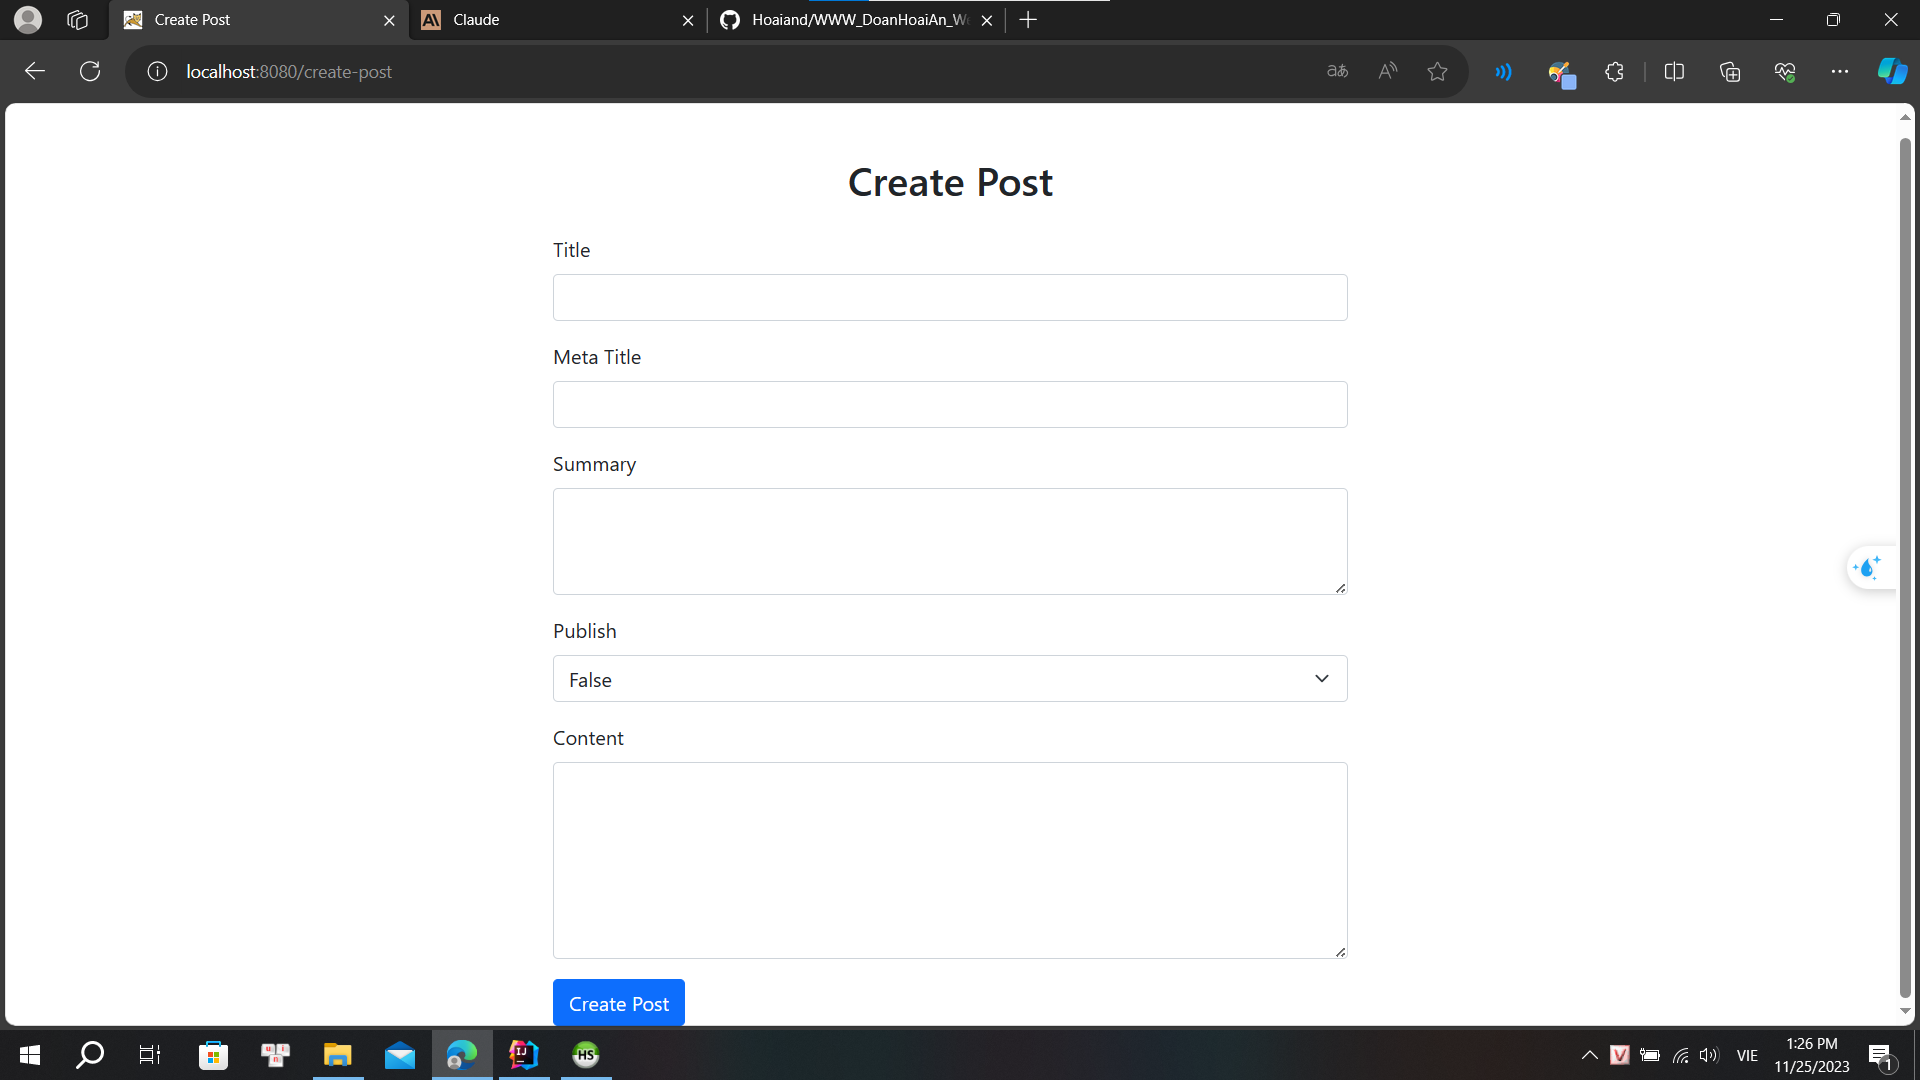 Create Post
Claude
Hoaiand/WWW_DoanHoaiAn_W
localhost:8080/create-post
Create Post
Title
Meta Title
Summary
Publish
False
Content
Create Post
VIE
1:26 PM
11/25/2023
1